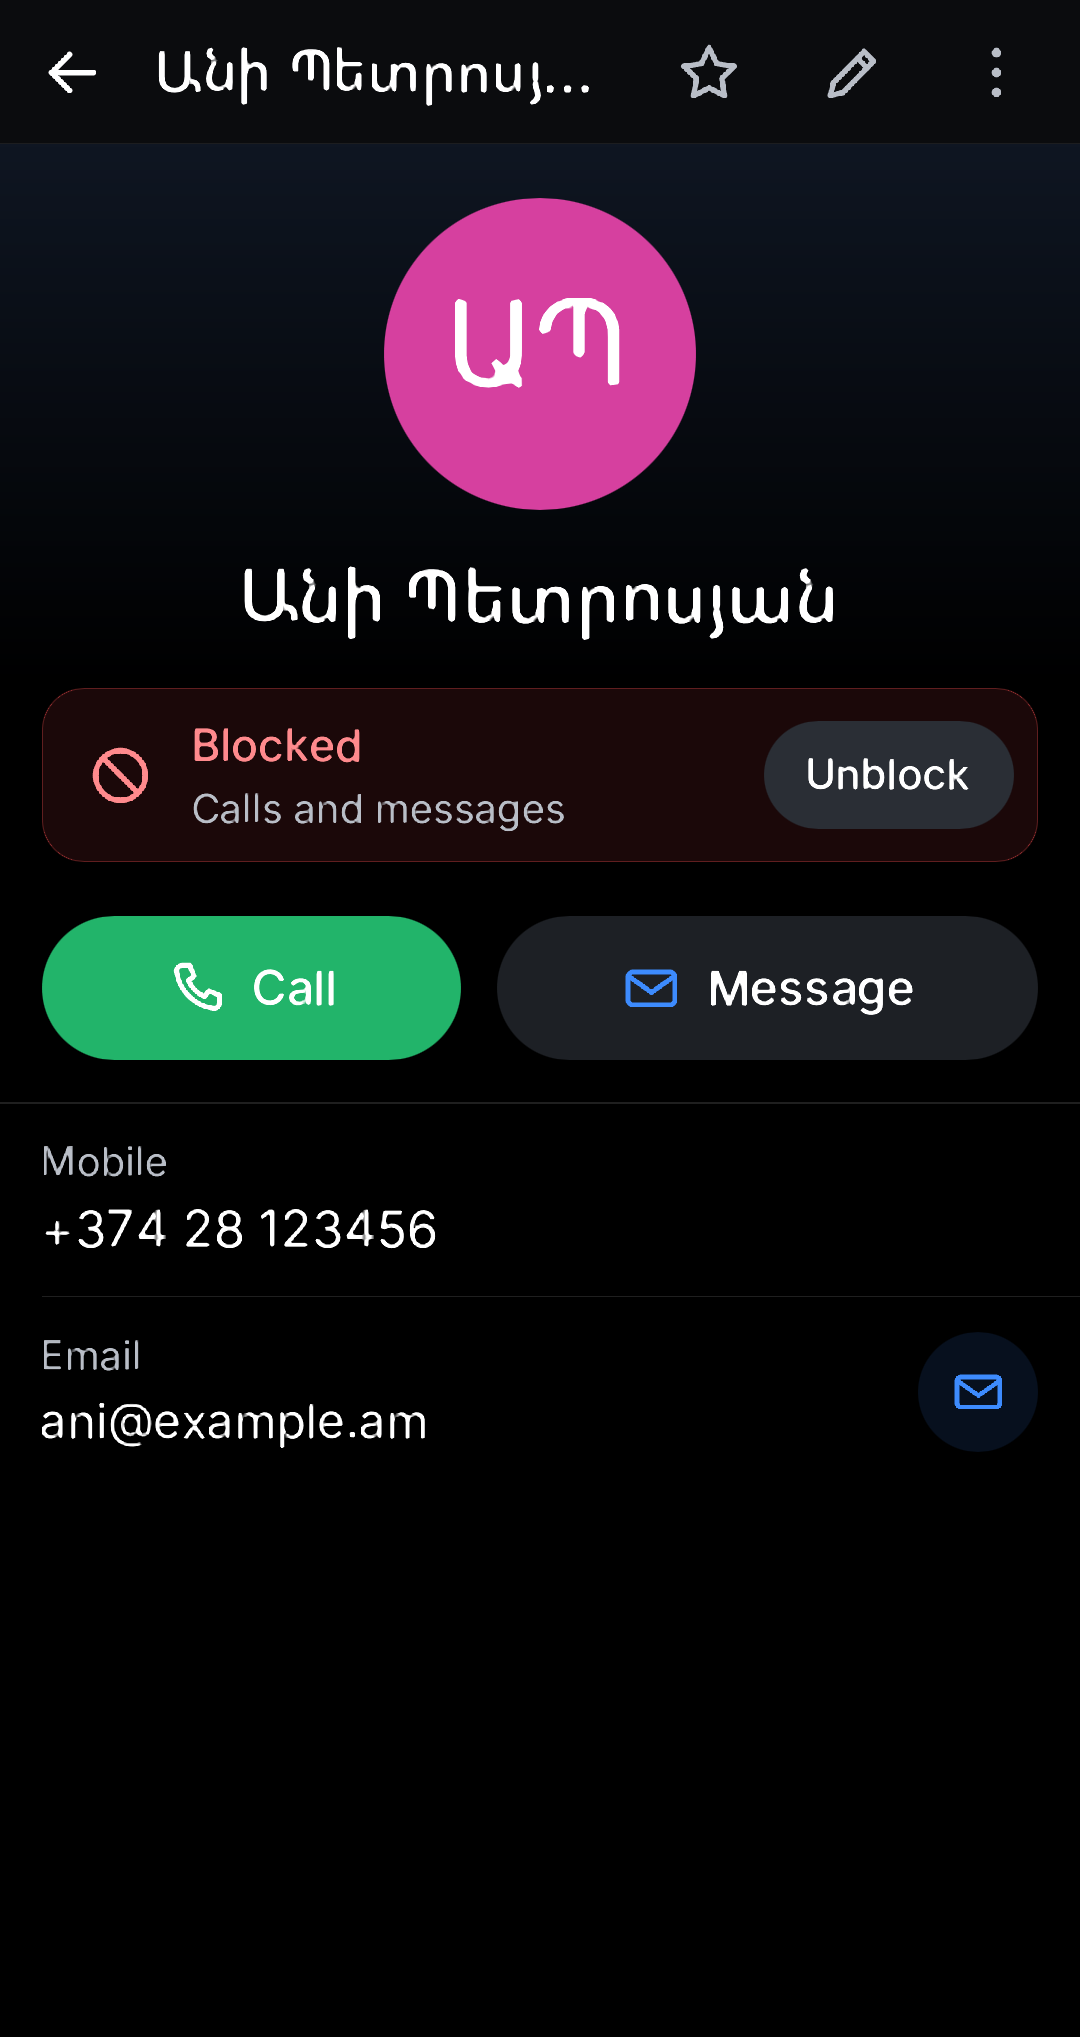 Անի Պետրոսյ...
ԱՊ
Անի Պետրոսյան
Blocked
Calls and messages
Unblock
Call
Message
Mobile
+374 28 123456
Email
ani@example.am